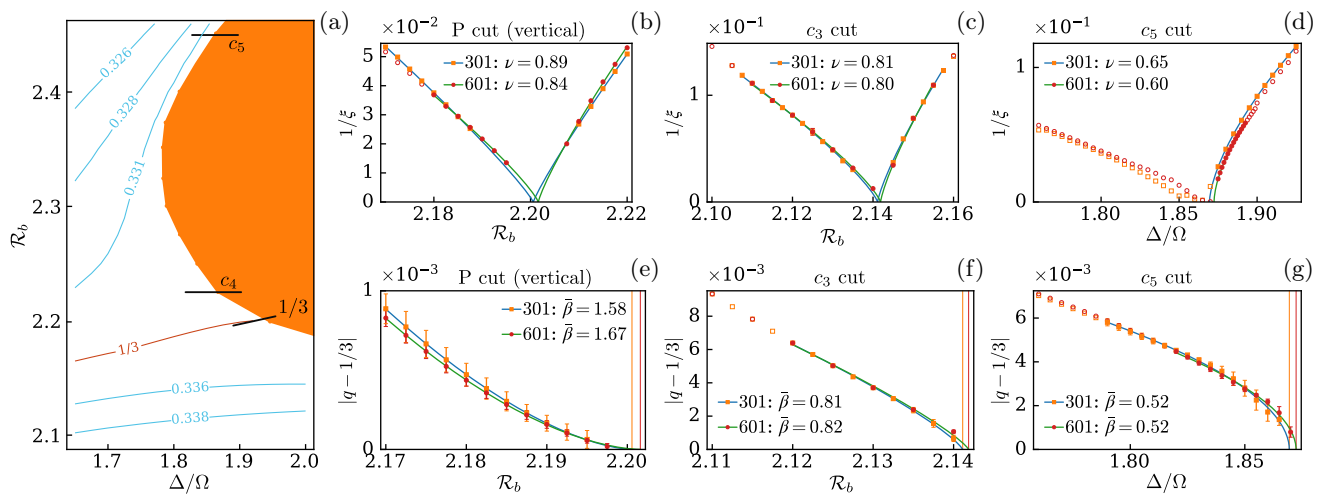 (a)
2.4
2.3
2.2
2.1
ℛ_b
1.7
1.8
1.9
2.0
Δ/Ω
0.326
0.328
0.331
1/3
0.336
0.338
c₅
c₄
1/3
×10⁻²
P cut (vertical)
(b)
301: ν = 0.89
601: ν = 0.84
1/ξ
5
4
3
2
1
0
2.18
2.20
2.22
ℛ_b
×10⁻¹
c₃ cut
(c)
301: ν = 0.81
601: ν = 0.80
1/ξ
1
0
2.10
2.12
2.14
2.16
ℛ_b
×10⁻¹
c₅ cut
(d)
301: ν = 0.65
601: ν = 0.60
1/ξ
1
0
1.80
1.90
Δ/Ω
×10⁻³
P cut (vertical)
(e)
301: β̄ = 1.58
601: β̄ = 1.67
|q − 1/3|
1
0
2.17
2.18
2.19
2.20
ℛ_b
×10⁻³
c₃ cut
(f)
301: β̄ = 0.81
601: β̄ = 0.82
|q − 1/3|
8
6
4
2
0
2.11
2.12
2.13
2.14
ℛ_b
×10⁻³
c₅ cut
(g)
301: β̄ = 0.52
601: β̄ = 0.52
|q − 1/3|
6
4
2
0
1.80
1.85
Δ/Ω